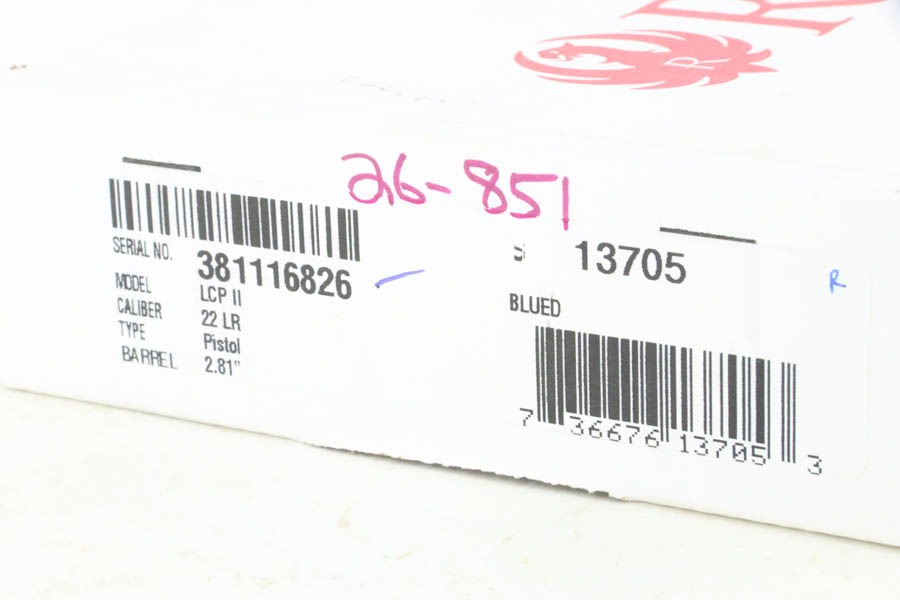 R
26-851
SERIAL NO. 381116826
MODEL LCP II
CALIBER 22 LR
TYPE Pistol
BARREL 2.81"
13705
R
BLUED
7 36676 13705 3